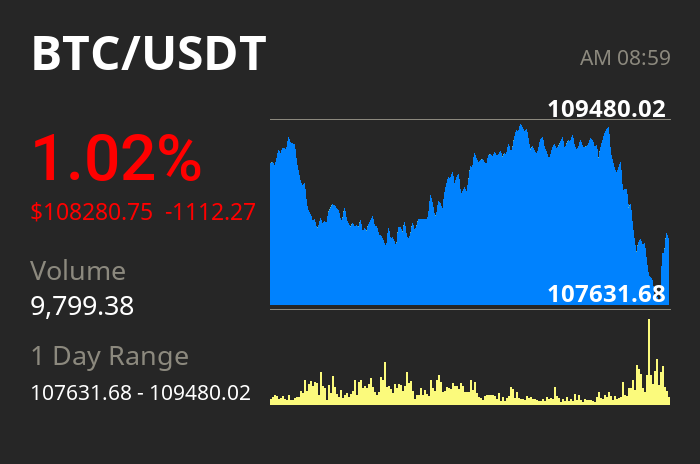 BTC/USDT
AM 08:59
1.02%
$108280.75 -1112.27
Volume
9,799.38
1 Day Range
107631.68 - 109480.02
109480.02
107631.68